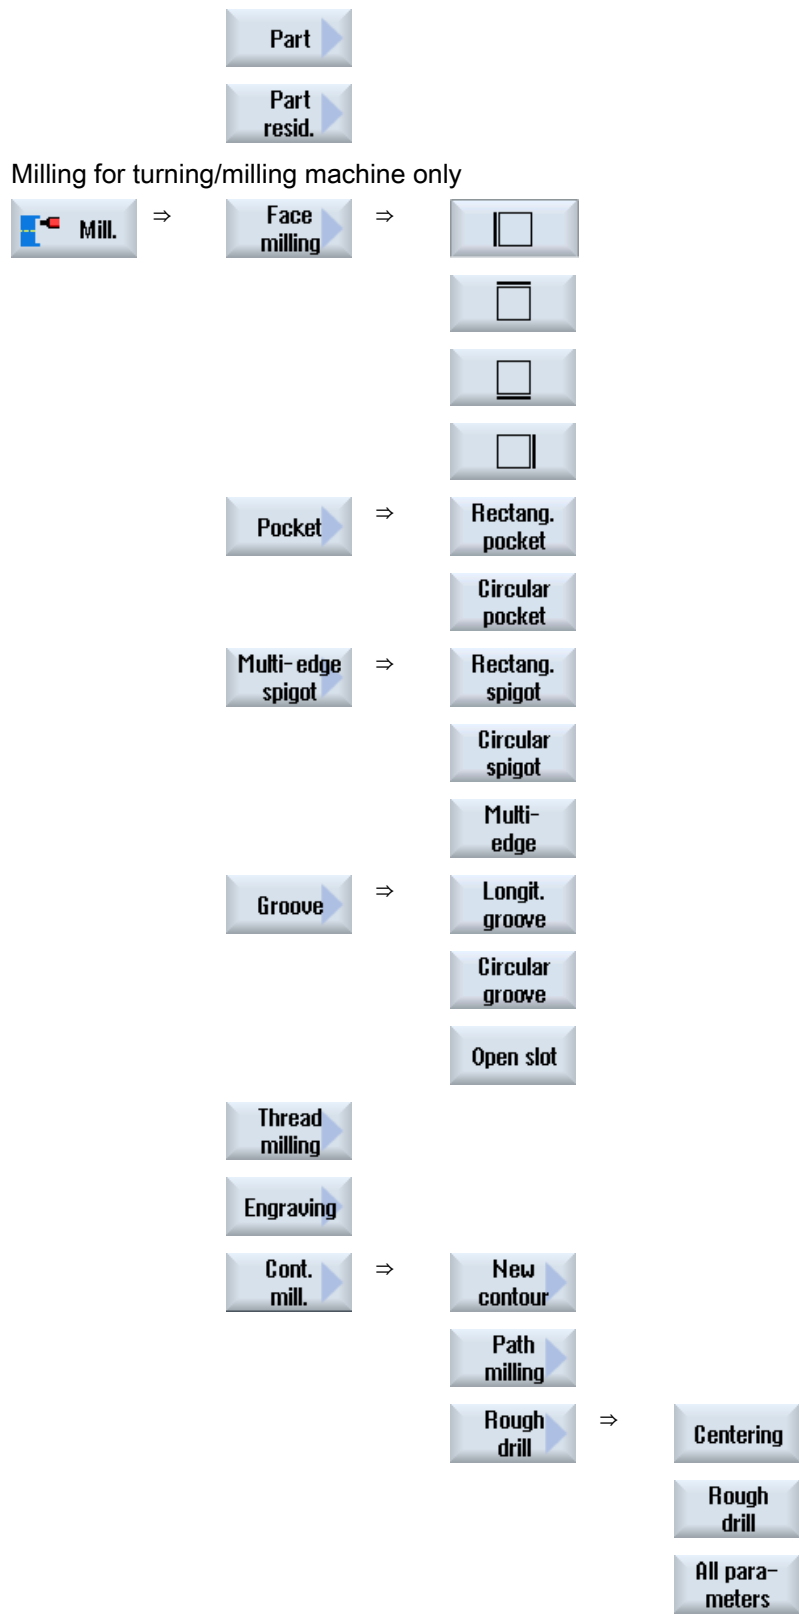 Part
Part
resid.
Milling for turning/milling machine only
Mill. ⇒ Face
milling ⇒
Pocket ⇒ Rectang.
pocket
Circular
pocket
Multi-edge
spigot ⇒ Rectang.
spigot
Circular
spigot
Multi-
edge
Groove ⇒ Longit.
groove
Circular
groove
Open slot
Thread
milling
Engraving
Cont.
mill. ⇒ New
contour
Path
milling
Rough
drill ⇒ Centering
Rough
drill
All para-
meters